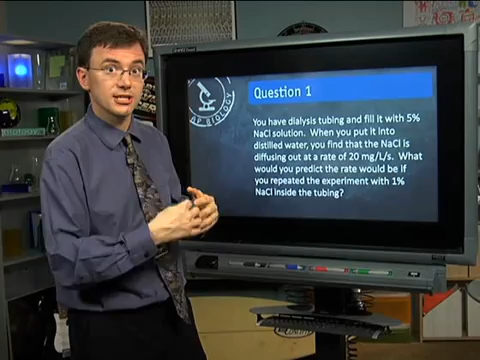 Question 1
AP BIOLOGY
You have dialysis tubing and fill it with 5%
NaCl solution. When you put it into
distilled water, you find that the NaCl is
diffusing out at a rate of 20 mg/L/s. What
would you predict the rate would be if
you repeated the experiment with 1%
NaCl inside the tubing?